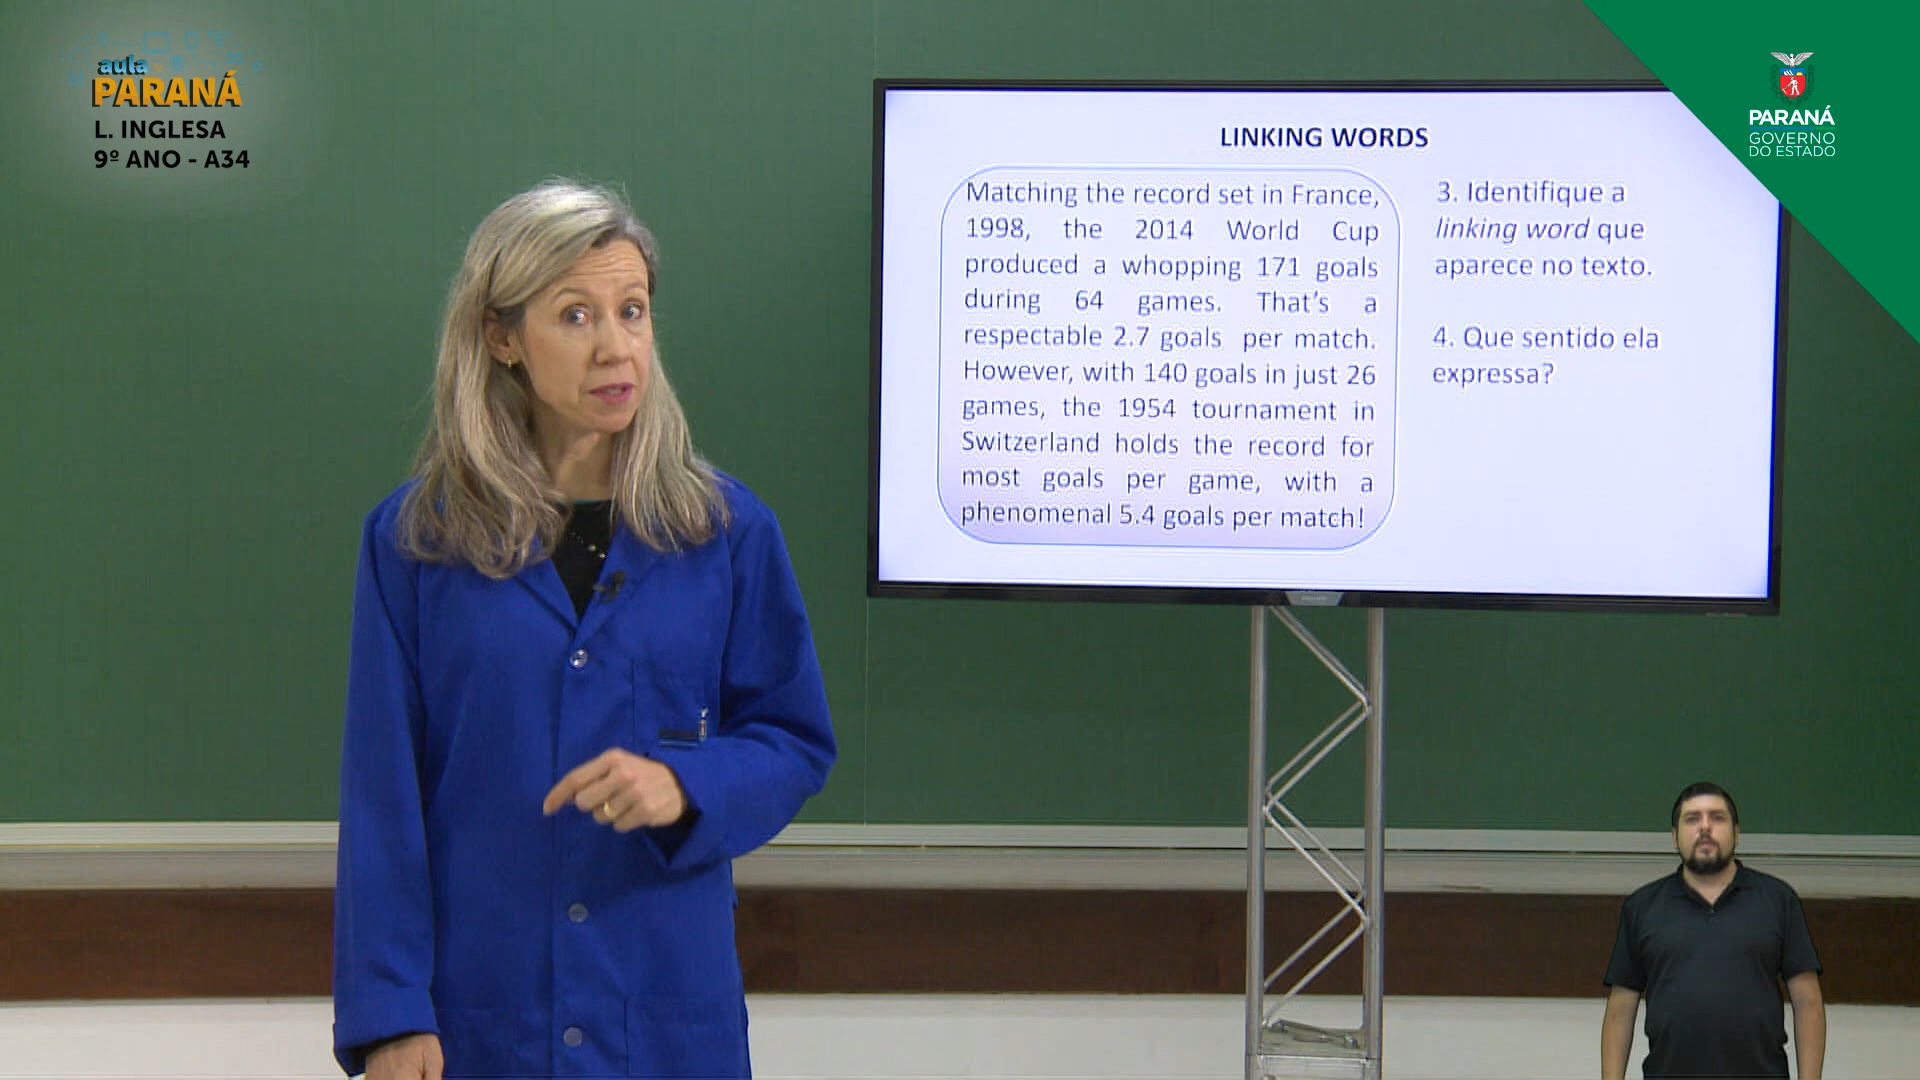 aula
PARANÁ
L. INGLESA
9º ANO - A34
LINKING WORDS
Matching the record set in France,
1998, the 2014 World Cup
produced a whopping 171 goals
during 64 games. That's a
respectable 2.7 goals per match.
However, with 140 goals in just 26
games, the 1954 tournament in
Switzerland holds the record for
most goals per game, with a
phenomenal 5.4 goals per match!
3. Identifique a
linking word que
aparece no texto.
4. Que sentido ela
expressa?
PARANÁ
GOVERNO
DO ESTADO